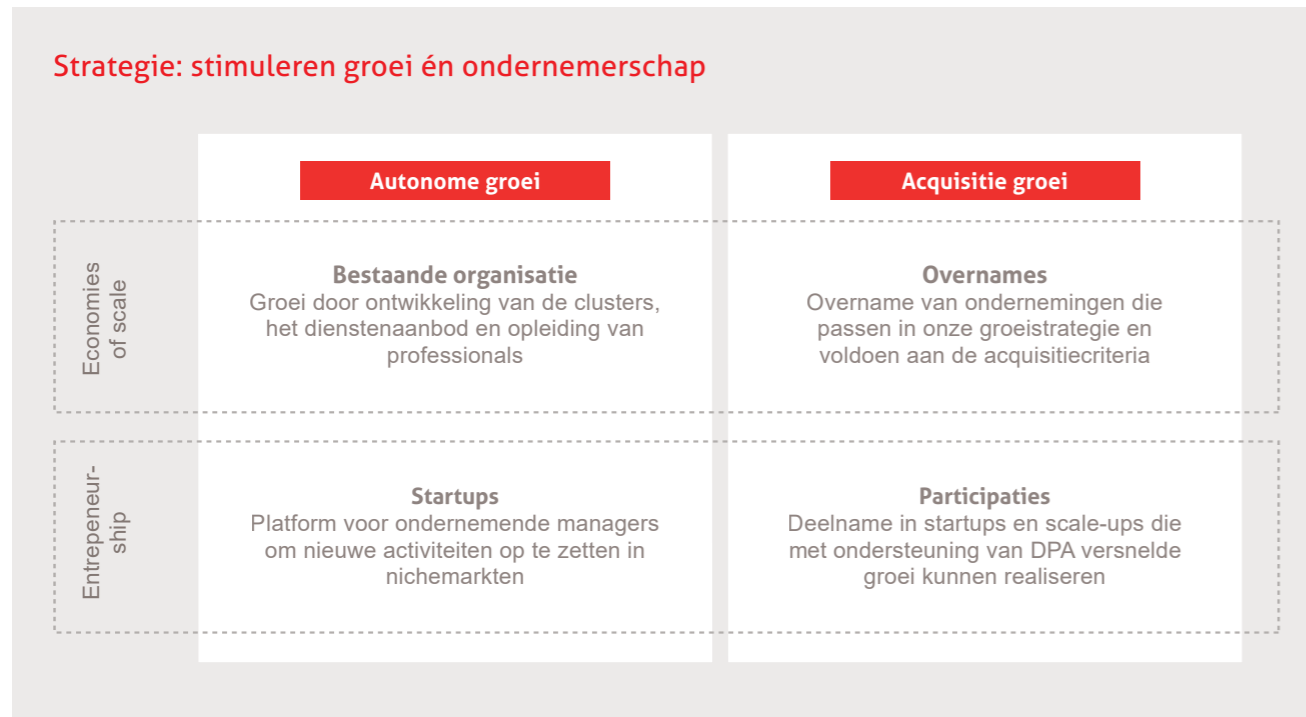 Strategie: stimuleren groei én ondernemerschap
Autonome groei
Acquisitie groei
Economies
of scale
Bestaande organisatie
Groei door ontwikkeling van de clusters,
het dienstenaanbod en opleiding van
professionals
Overnames
Overname van ondernemingen die
passen in onze groeistrategie en
voldoen aan de acquisitiecriteria
Entrepeneur-
ship
Startups
Platform voor ondernemende managers
om nieuwe activiteiten op te zetten in
nichemarkten
Participaties
Deelname in startups en scale-ups die
met ondersteuning van DPA versnelde
groei kunnen realiseren